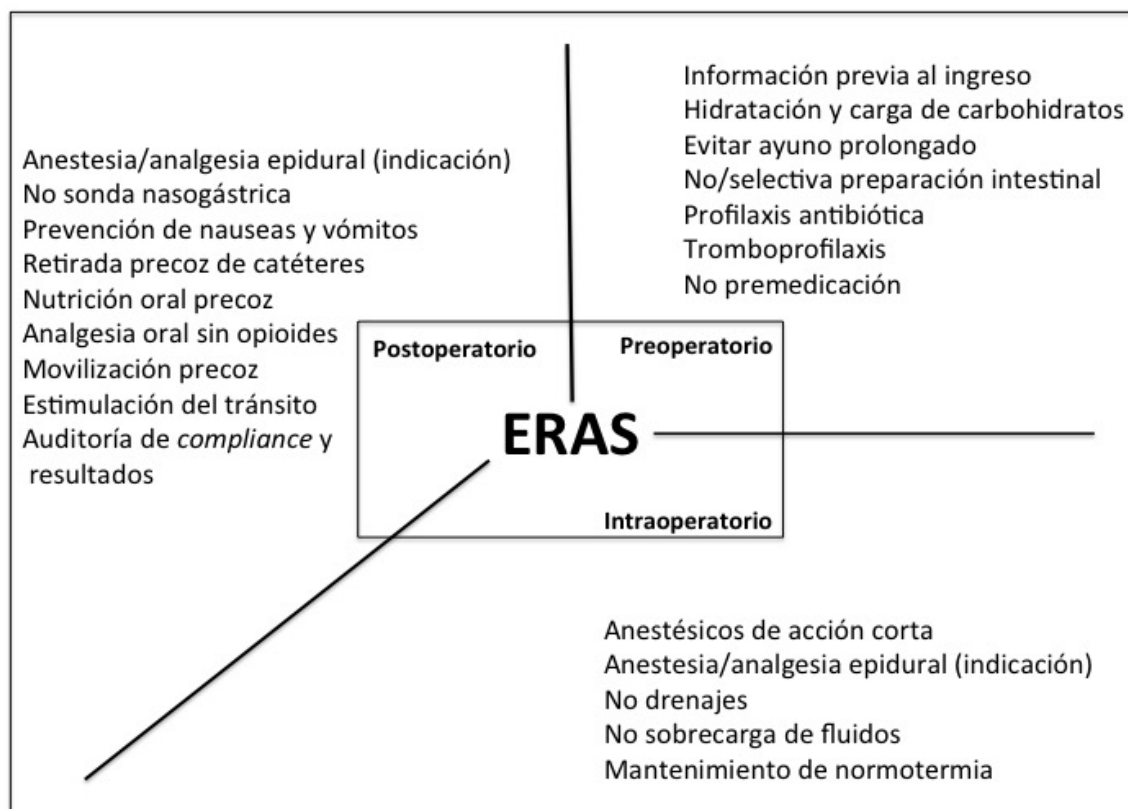 Información previa al ingreso
Hidratación y carga de carbohidratos
Evitar ayuno prolongado
No/selectiva preparación intestinal
Profilaxis antibiótica
Tromboprofilaxis
No premedicación
Anestesia/analgesia epidural (indicación)
No sonda nasogástrica
Prevención de nauseas y vómitos
Retirada precoz de catéteres
Nutrición oral precoz
Analgesia oral sin opioides
Movilización precoz
Estimulación del tránsito
Auditoría de compliance y
resultados
Postoperatorio
Preoperatorio
ERAS
Intraoperatorio
Anestésicos de acción corta
Anestesia/analgesia epidural (indicación)
No drenajes
No sobrecarga de fluidos
Mantenimiento de normotermia